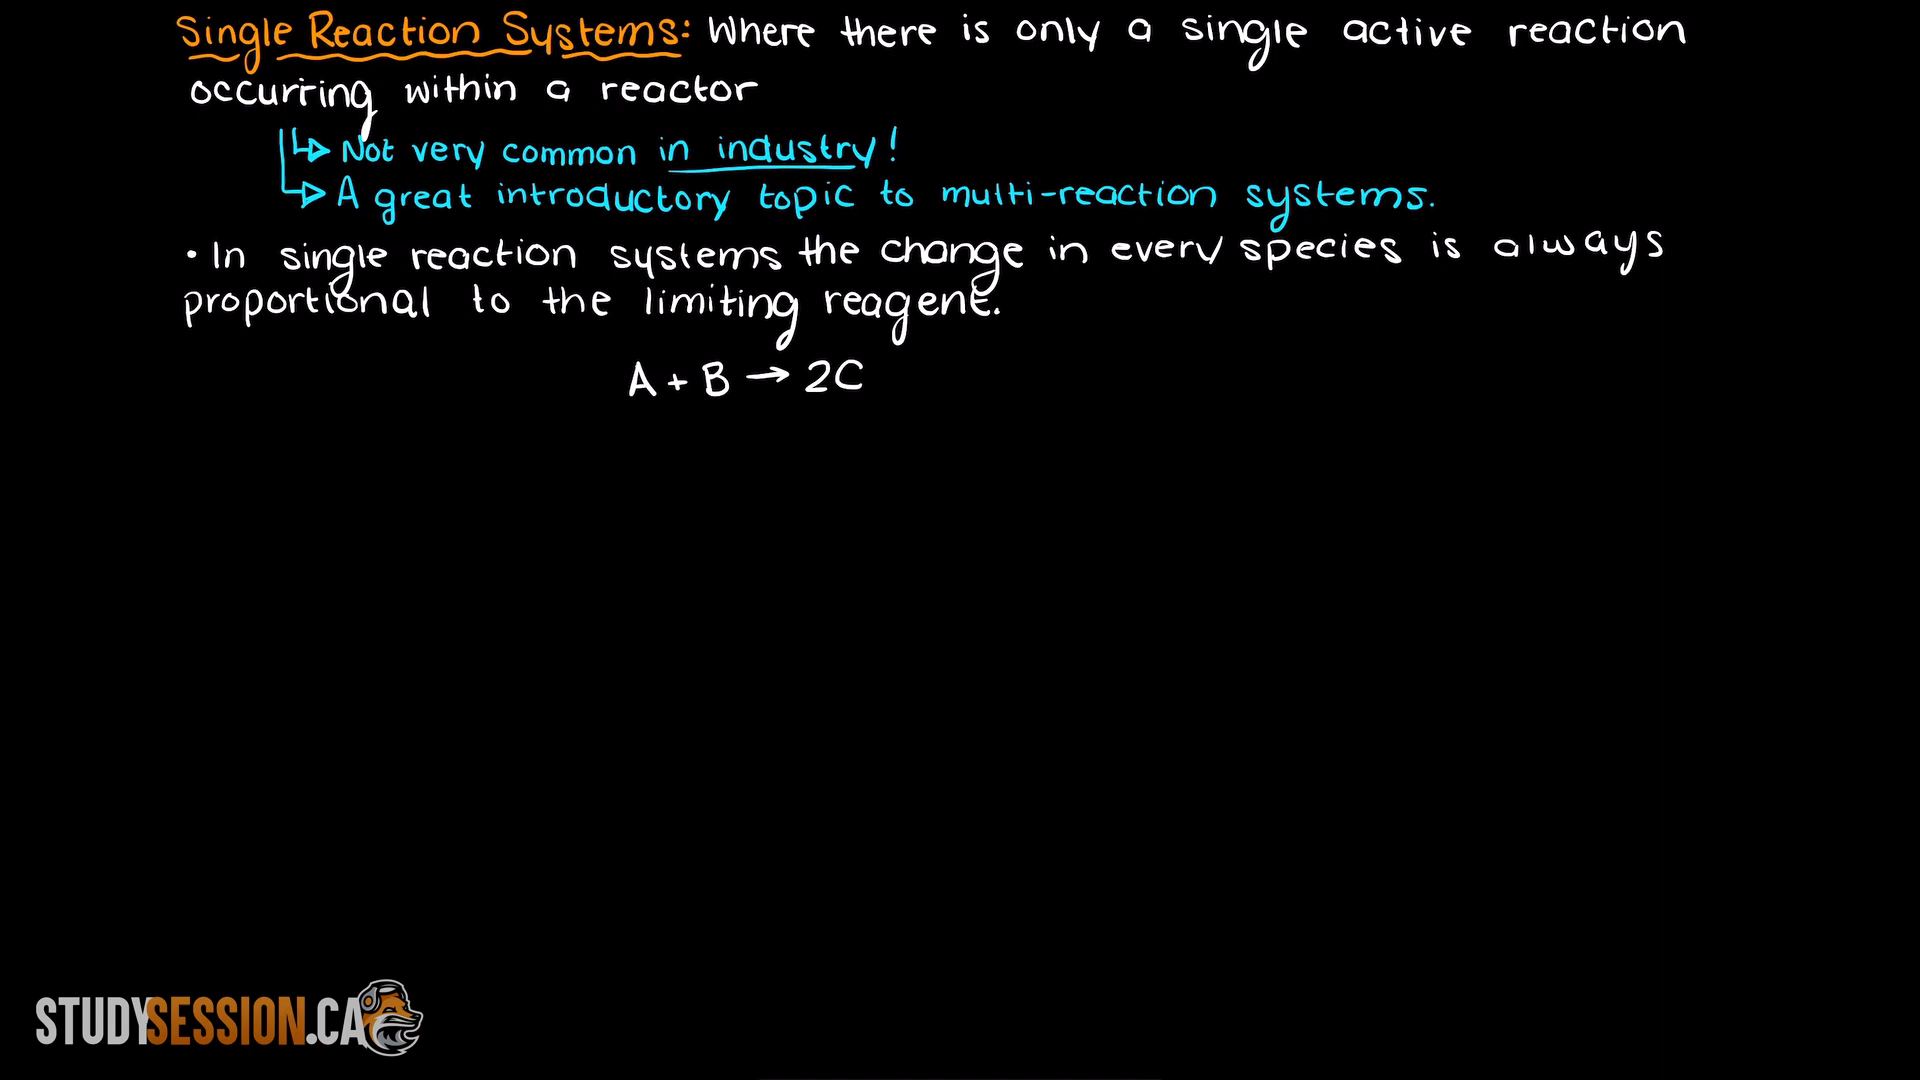 Single Reaction Systems: Where there is only a single active reaction
occurring within a reactor
Not very common in industry!
A great introductory topic to multi-reaction systems.
• In single reaction systems the change in every species is always
proportional to the limiting reagent.
A + B → 2C
STUDYSESSION.CA